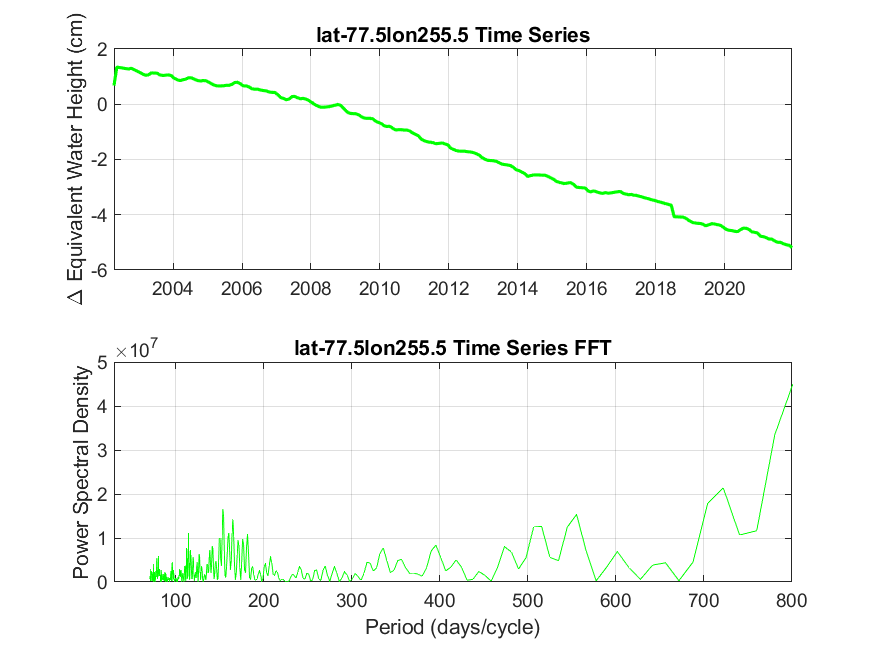 lat-77.5lon255.5 Time Series
Δ Equivalent Water Height (cm)
2
0
-2
-4
-6
2004 2006 2008 2010 2012 2014 2016 2018 2020
lat-77.5lon255.5 Time Series FFT
×10⁷
Power Spectral Density
5
4
3
2
1
0
100 200 300 400 500 600 700 800
Period (days/cycle)